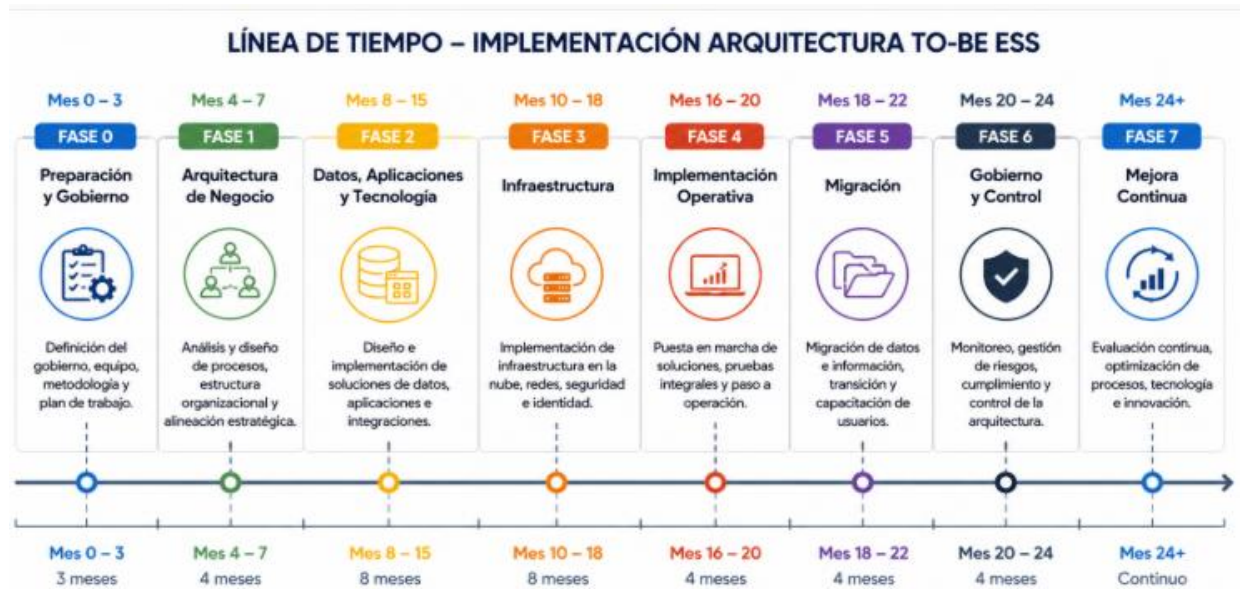 LÍNEA DE TIEMPO – IMPLEMENTACIÓN ARQUITECTURA TO-BE ESS
Mes 0 – 3
FASE 0
Preparación
y Gobierno
Definición del
gobierno, equipo,
metodología y
plan de trabajo.
Mes 4 – 7
FASE 1
Arquitectura
de Negocio
Análisis y diseño
de procesos,
estructura
organizacional y
alineación estratégica.
Mes 8 – 15
FASE 2
Datos, Aplicaciones
y Tecnología
Diseño e
implementación de
soluciones de datos,
aplicaciones e
integraciones.
Mes 10 – 18
FASE 3
Infraestructura
Implementación de
infraestructura en la
nube, redes, seguridad
e identidad.
Mes 16 – 20
FASE 4
Implementación
Operativa
Puesta en marcha de
soluciones, pruebas
integrales y paso a
operación.
Mes 18 – 22
FASE 5
Migración
Migración de datos
e información,
transición y
capacitación de
usuarios.
Mes 20 – 24
FASE 6
Gobierno
y Control
Monitoreo, gestión
de riesgos,
cumplimiento y
control de la
arquitectura.
Mes 24+
FASE 7
Mejora
Continua
Evaluación continua,
optimización de
procesos, tecnología
e innovación.
Mes 0 – 3
3 meses
Mes 4 – 7
4 meses
Mes 8 – 15
8 meses
Mes 10 – 18
8 meses
Mes 16 – 20
4 meses
Mes 18 – 22
4 meses
Mes 20 – 24
4 meses
Mes 24+
Continuo